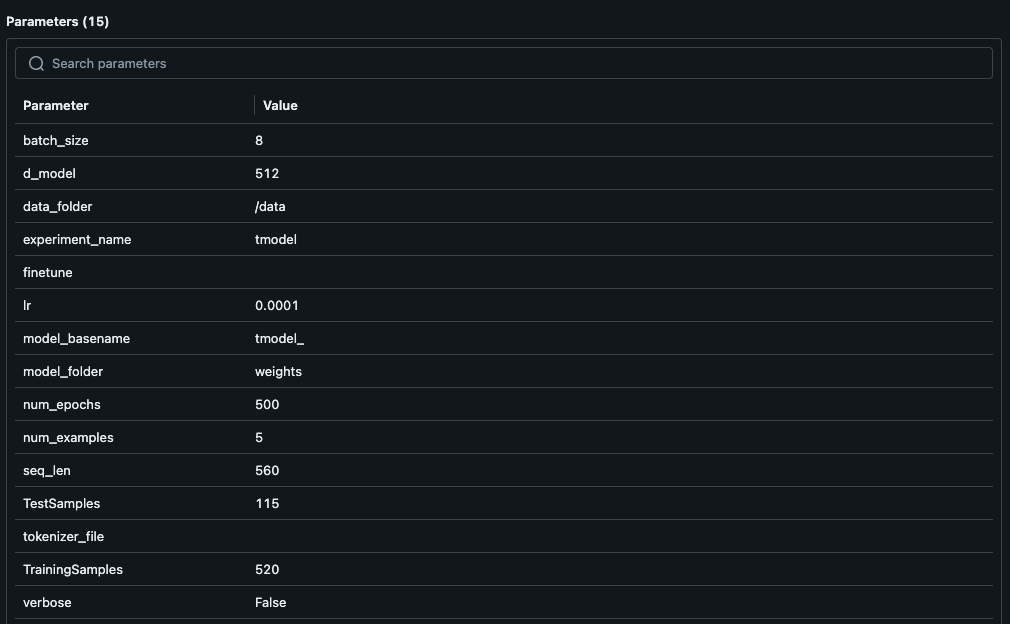 Parameters (15)
Search parameters
Parameter Value
batch_size 8
d_model 512
data_folder /data
experiment_name tmodel
finetune
lr 0.0001
model_basename tmodel_
model_folder weights
num_epochs 500
num_examples 5
seq_len 560
TestSamples 115
tokenizer_file
TrainingSamples 520
verbose False